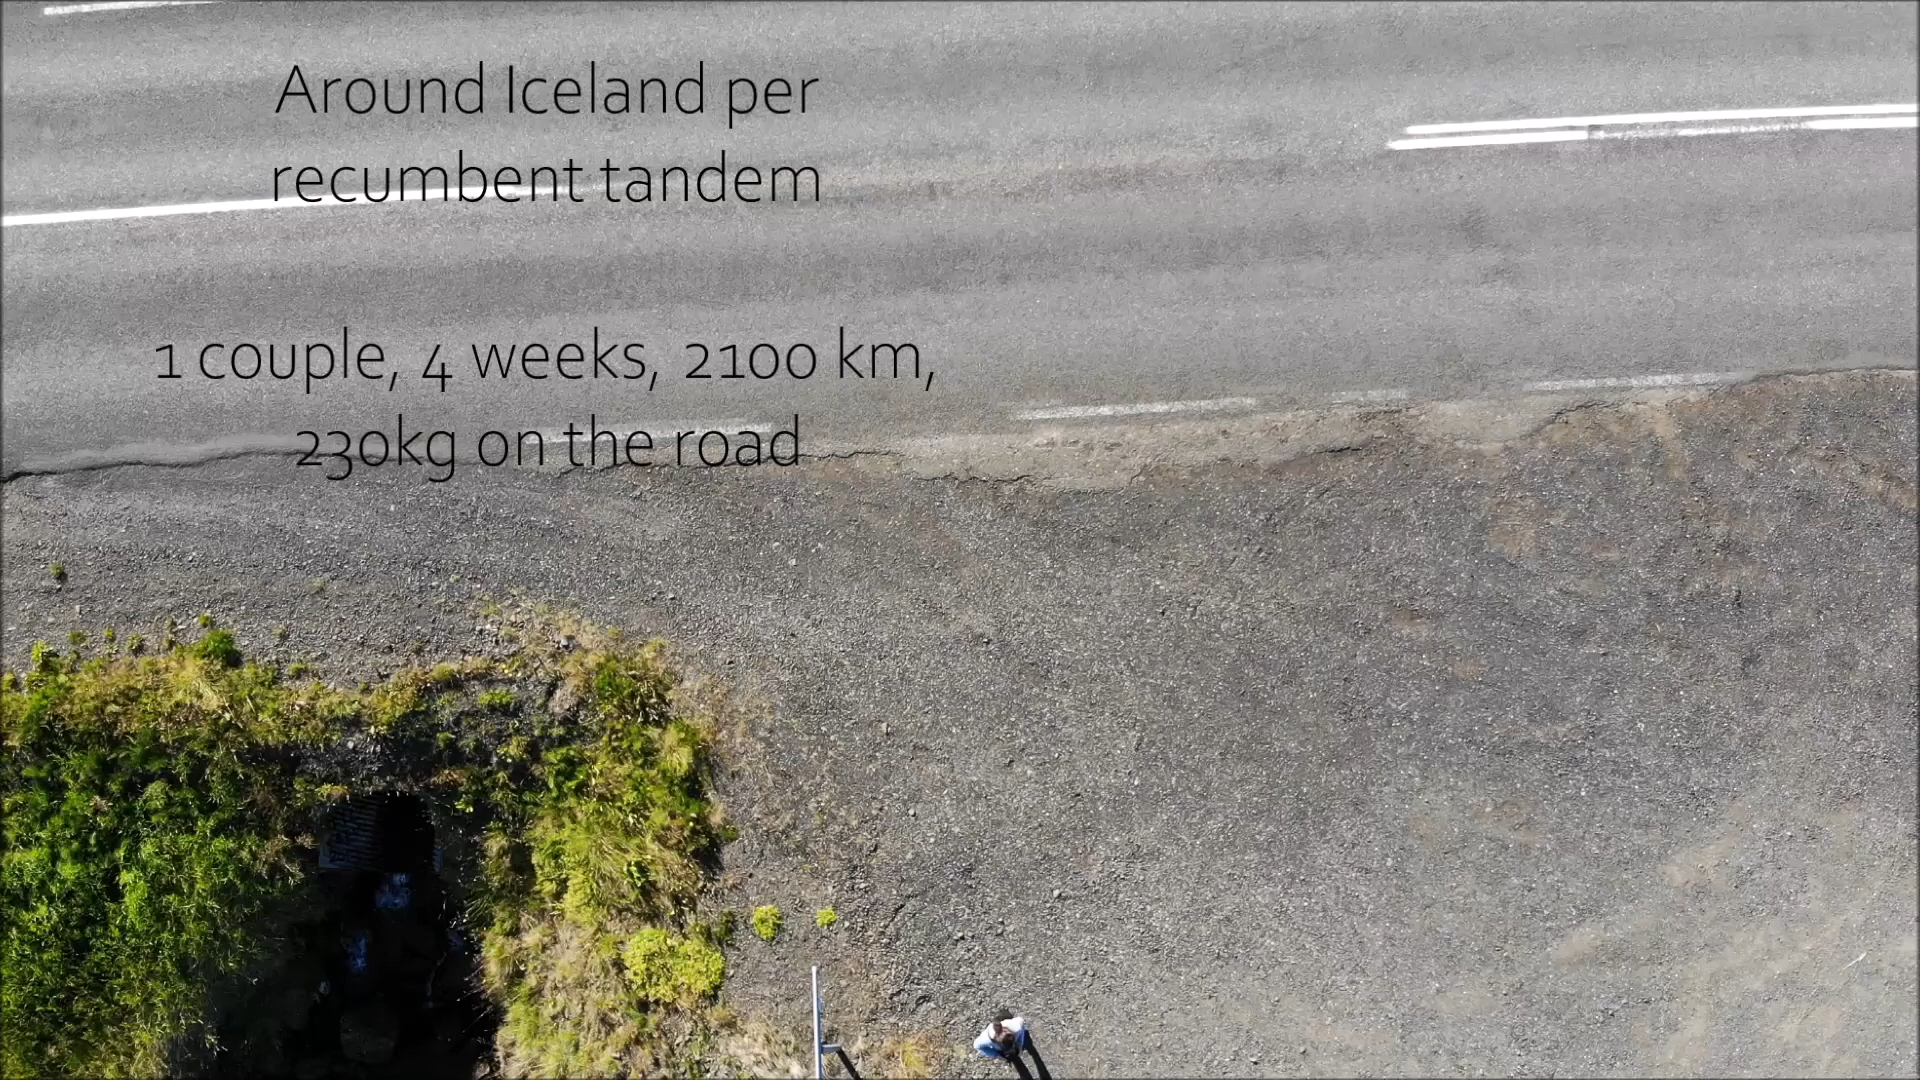 Around Iceland per
recumbent tandem
1 couple, 4 weeks, 2100 km,
230kg on the road